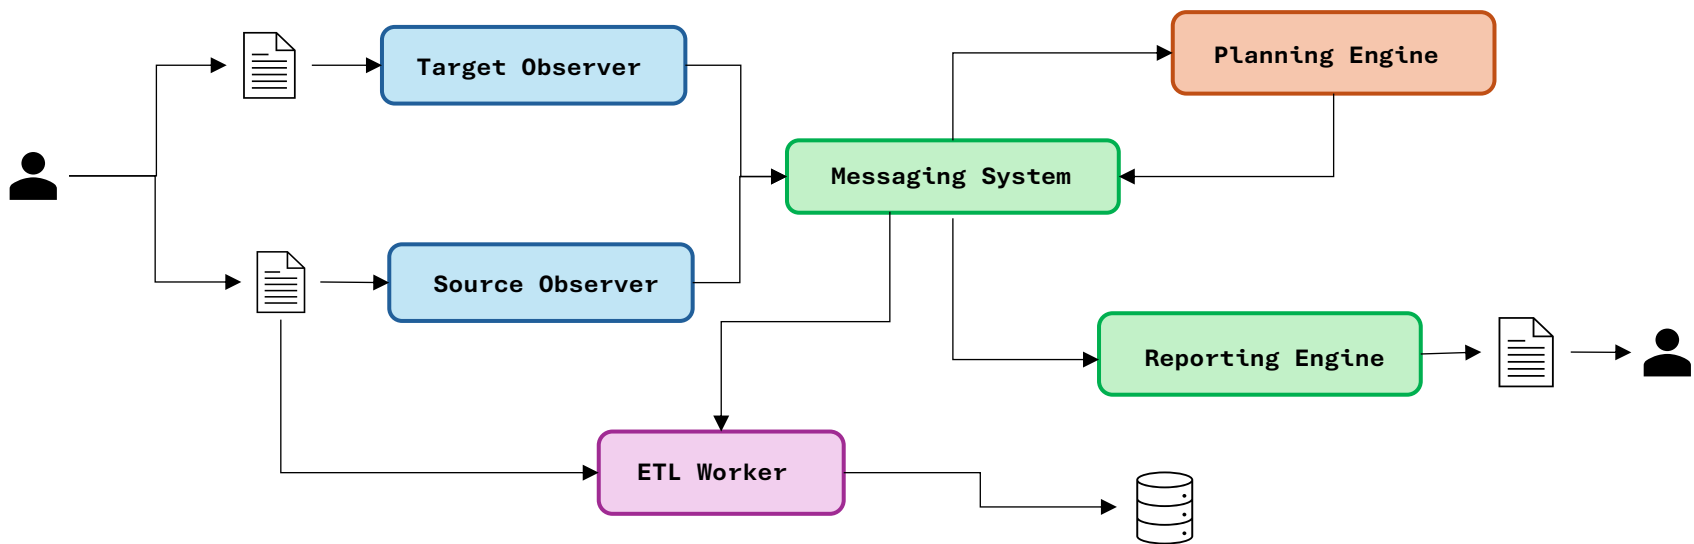 Target Observer
Planning Engine
Messaging System
Source Observer
Reporting Engine
ETL Worker